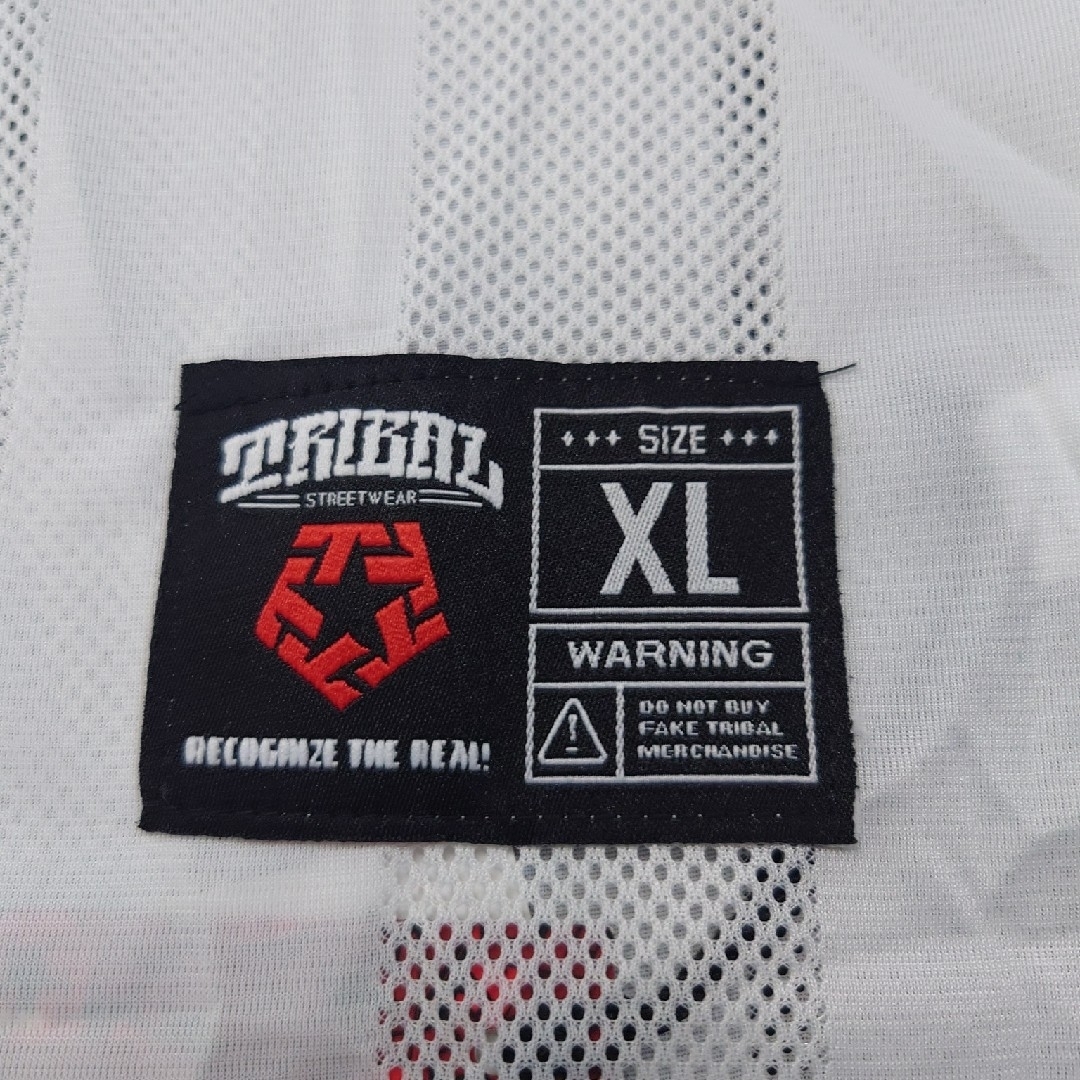 TRIBAL
STREETWEAR
RECOGNIZE THE REAL!
SIZE
XL
WARNING
DO NOT BUY
FAKE TRIBAL
MERCHANDISE